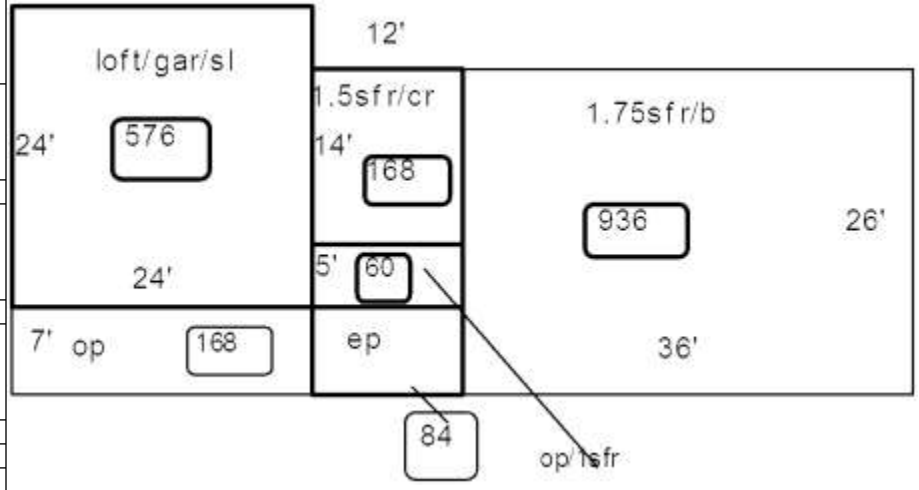 12'
loft/gar/sl
1.5sfr/cr
1.75sfr/b
24'
576
14'
168
936
26'
24'
5'
60
7'
op
168
ep
36'
84
op/1sfr